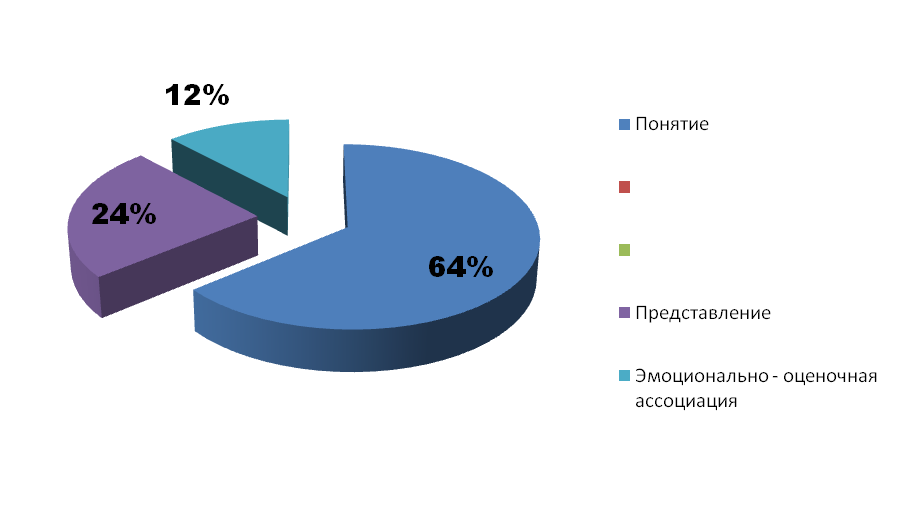 12%
24%
64%
Понятие
Представление
Эмоционально - оценочная
ассоциация